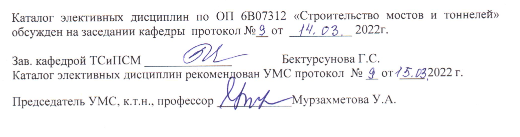 Каталог элективных дисциплин по ОП 6В07312 «Строительство мостов и тоннелей»
обсужден на заседании кафедры протокол № 9 от 14.03. 2022г.
Зав. кафедрой ТСиПСМ Бектурсунова Г.С.
Каталог элективных дисциплин рекомендован УМС протокол № 9 от 15.03 2022 г.
Председатель УМС, к.т.н., профессор Мурзахметова У.А.